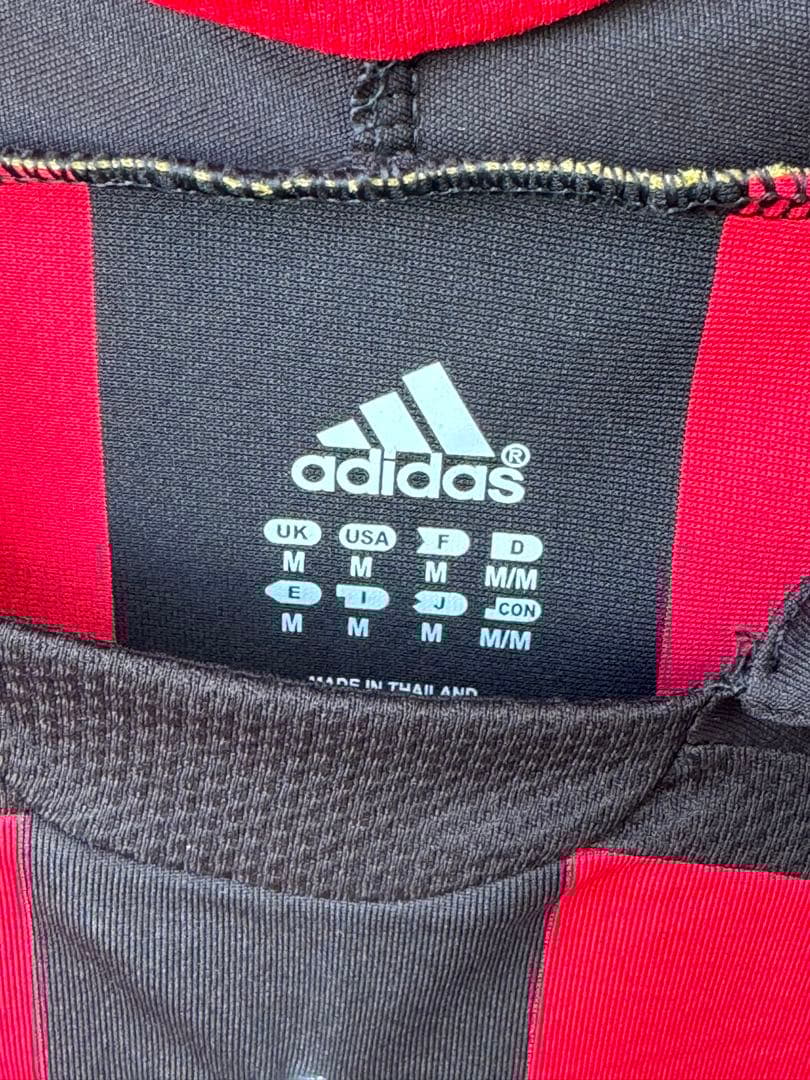 adidas®
UK USA F D
M M M M/M
E I J CON
M M M M/M
MADE IN THAILAND